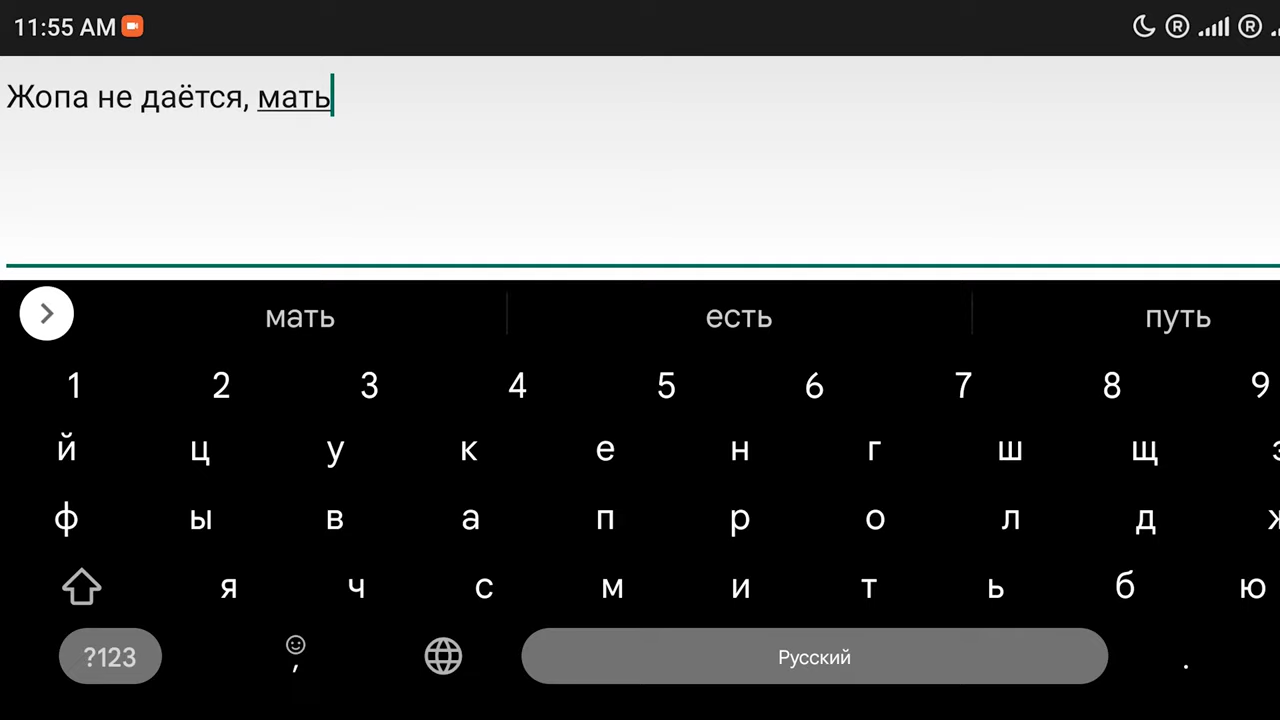 11:55 AM
Жопа не даётся, мать
мать есть путь
1 2 3 4 5 6 7 8 9
й ц у к е н г ш щ
ф ы в а п р о л д
я ч с м и т ь б ю
?123 , Русский .